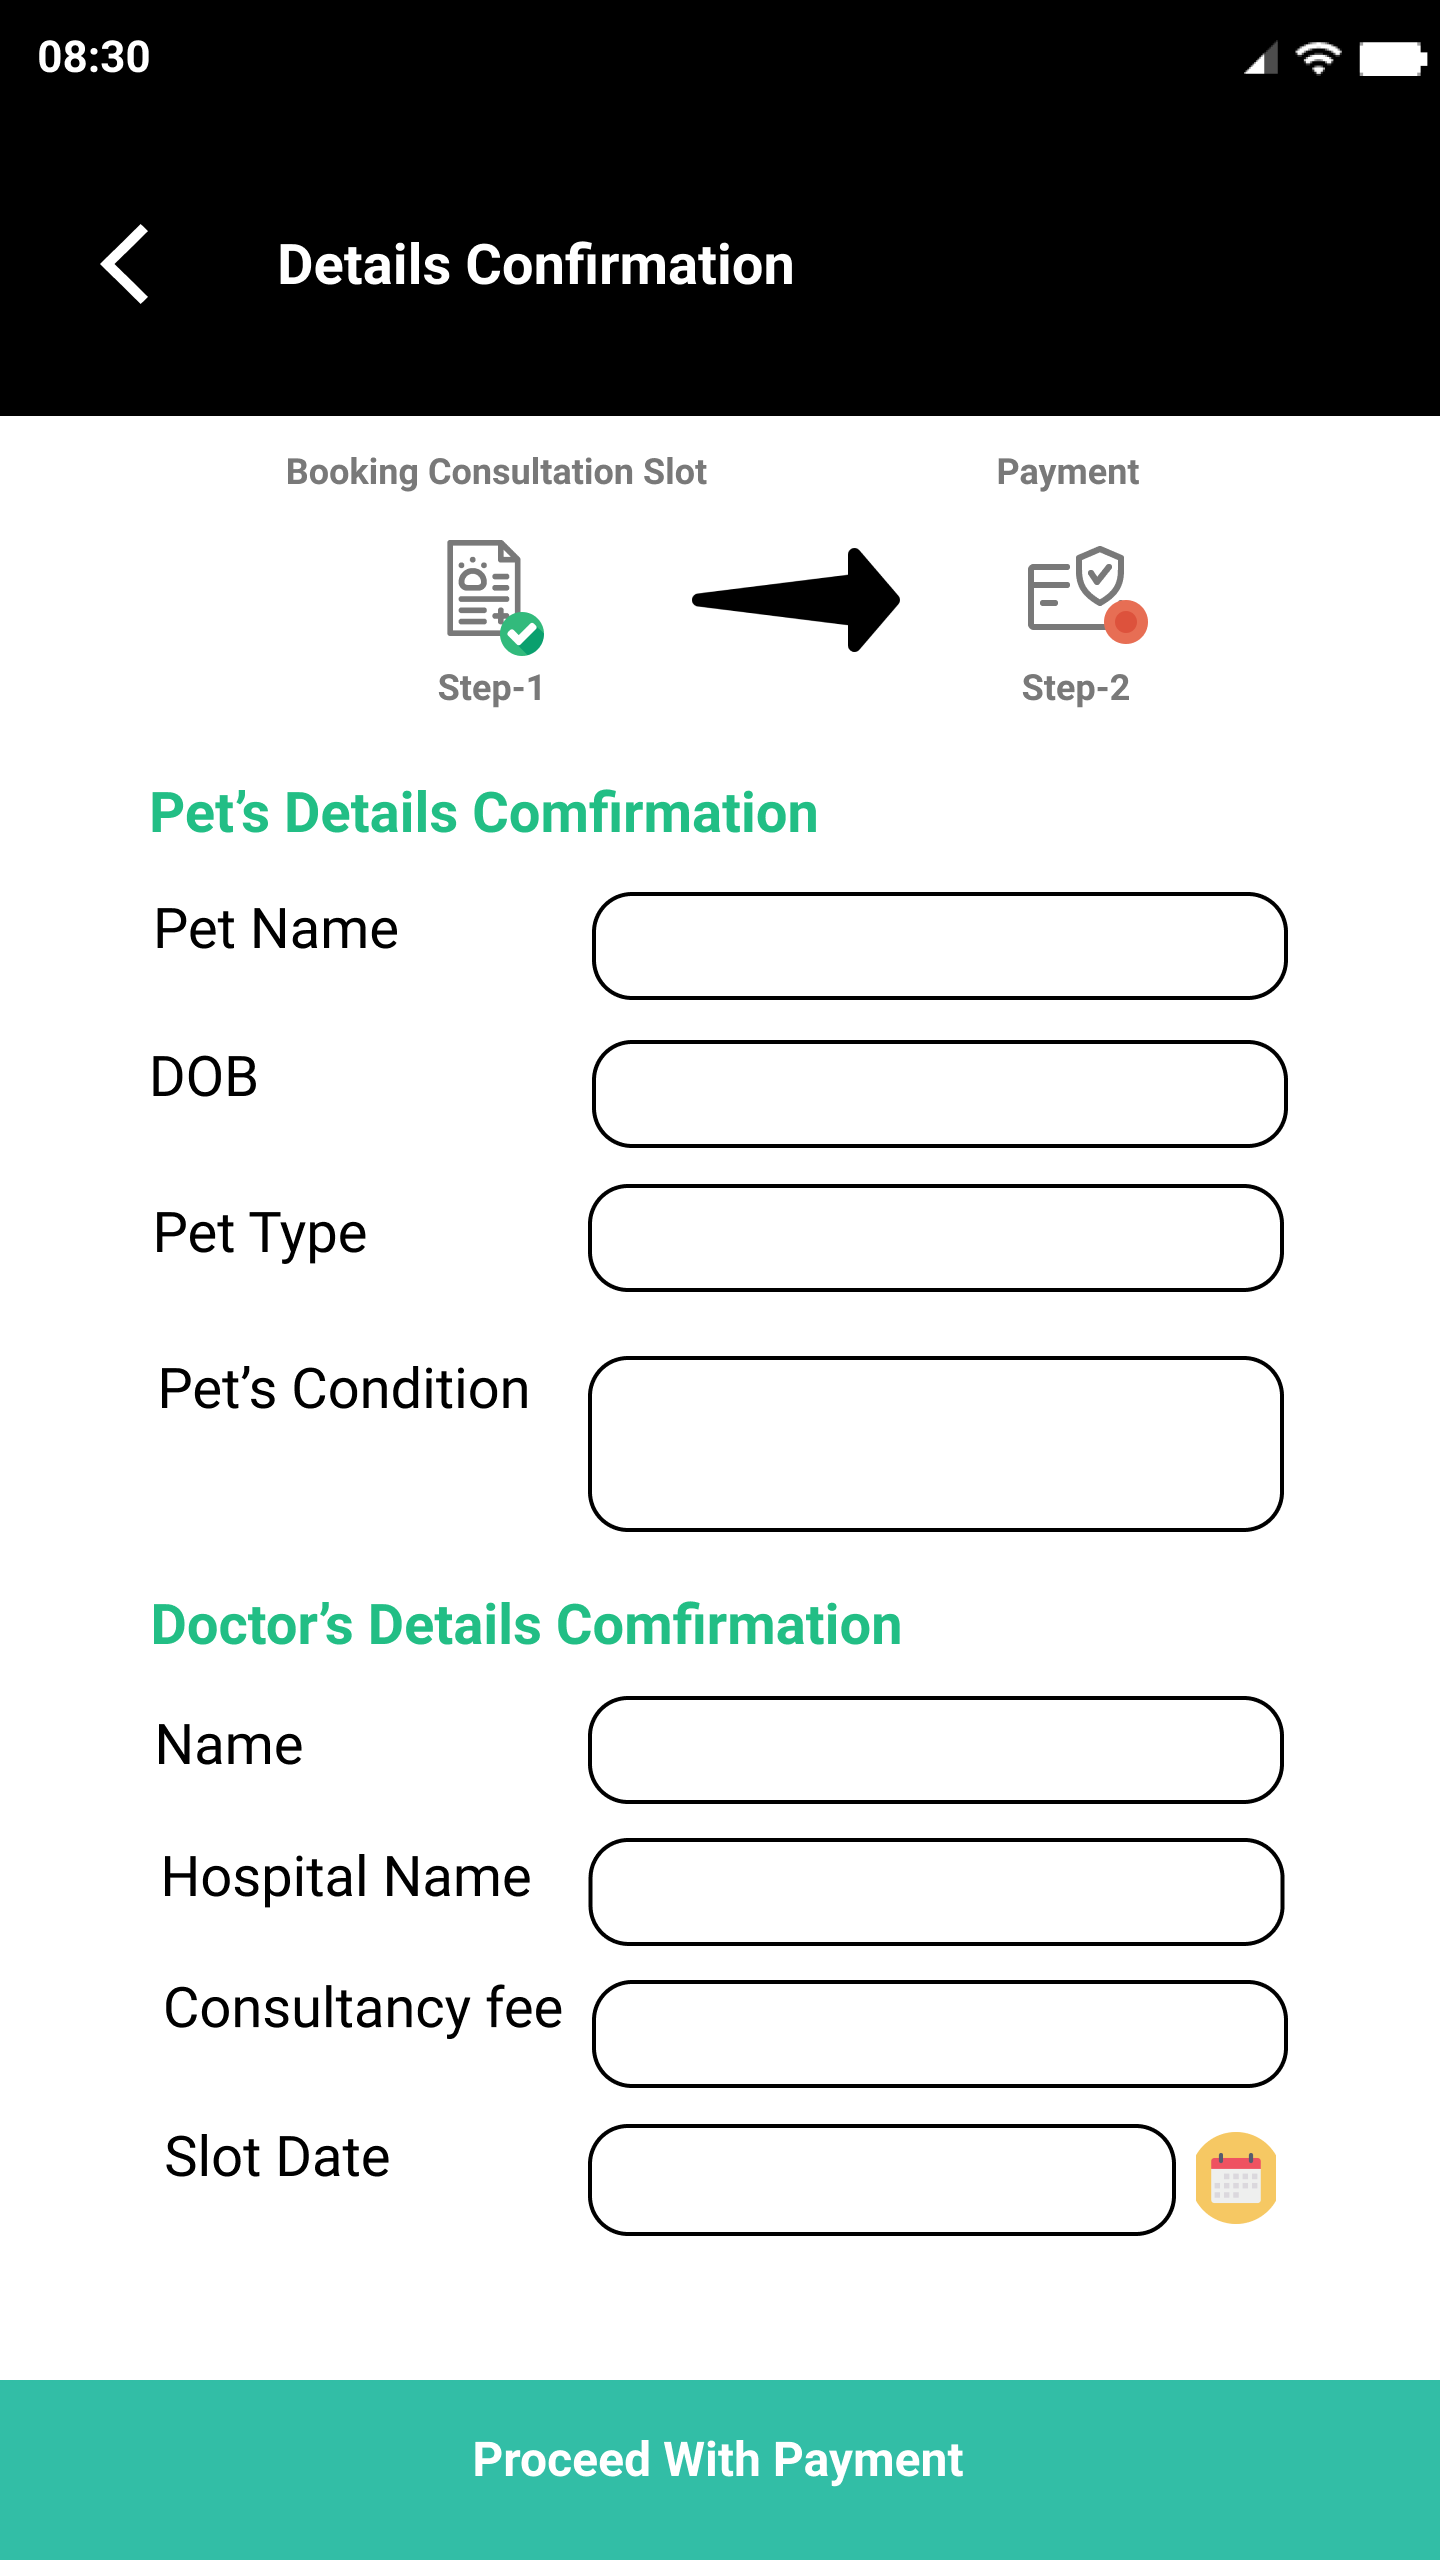 08:30
Details Confirmation
Booking Consultation Slot
Payment
Step-1
Step-2
Pet’s Details Comfirmation
Pet Name
DOB
Pet Type
Pet’s Condition
Doctor’s Details Comfirmation
Name
Hospital Name
Consultancy fee
Slot Date
Proceed With Payment